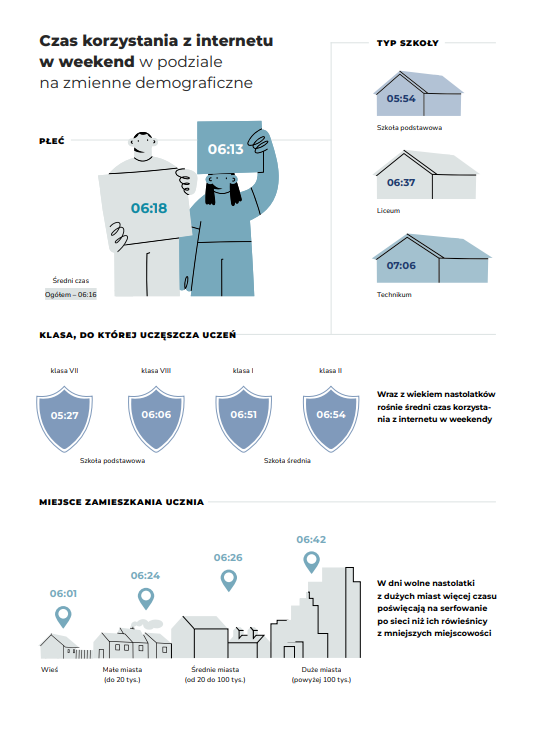 Czas korzystania z internetu
w weekend w podziale
na zmienne demograficzne
PŁEĆ
06:13
06:18
Średni czas
Ogółem – 06:16
TYP SZKOŁY
05:54
Szkoła podstawowa
06:37
Liceum
07:06
Technikum
KLASA, DO KTÓREJ UCZĘSZCZA UCZEŃ
klasa VII
klasa VIII
klasa I
klasa II
05:27
06:06
06:51
06:54
Szkoła podstawowa
Szkoła średnia
Wraz z wiekiem nastolatków
rośnie średni czas korzysta-
nia z internetu w weekendy
MIEJSCE ZAMIESZKANIA UCZNIA
06:01
06:24
06:26
06:42
Wieś
Małe miasta
(do 20 tys.)
Średnie miasta
(od 20 do 100 tys.)
Duże miasta
(powyżej 100 tys.)
W dni wolne nastolatki
z dużych miast więcej czasu
poświęcają na serfowanie
po sieci niż ich rówieśnicy
z mniejszych miejscowości